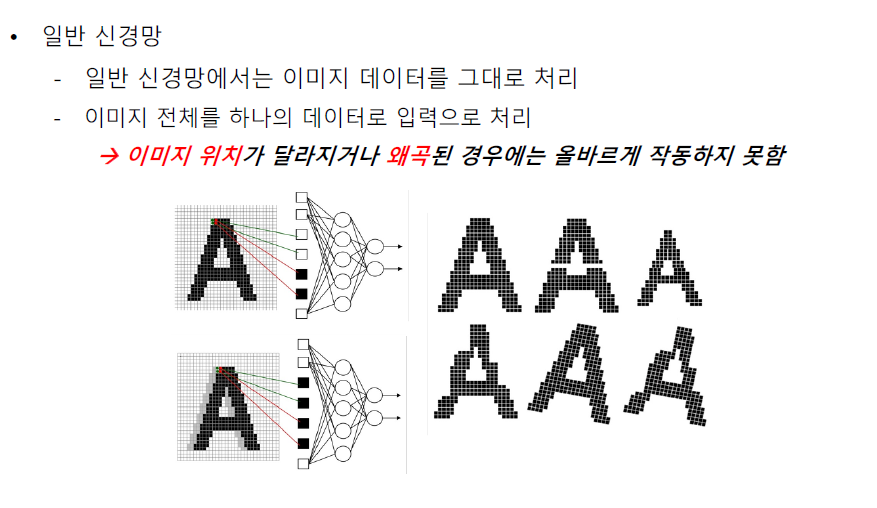 • 일반 신경망
- 일반 신경망에서는 이미지 데이터를 그대로 처리
- 이미지 전체를 하나의 데이터로 입력으로 처리
→ 이미지 위치가 달라지거나 왜곡된 경우에는 올바르게 작동하지 못함
A
A A A
A A A
A